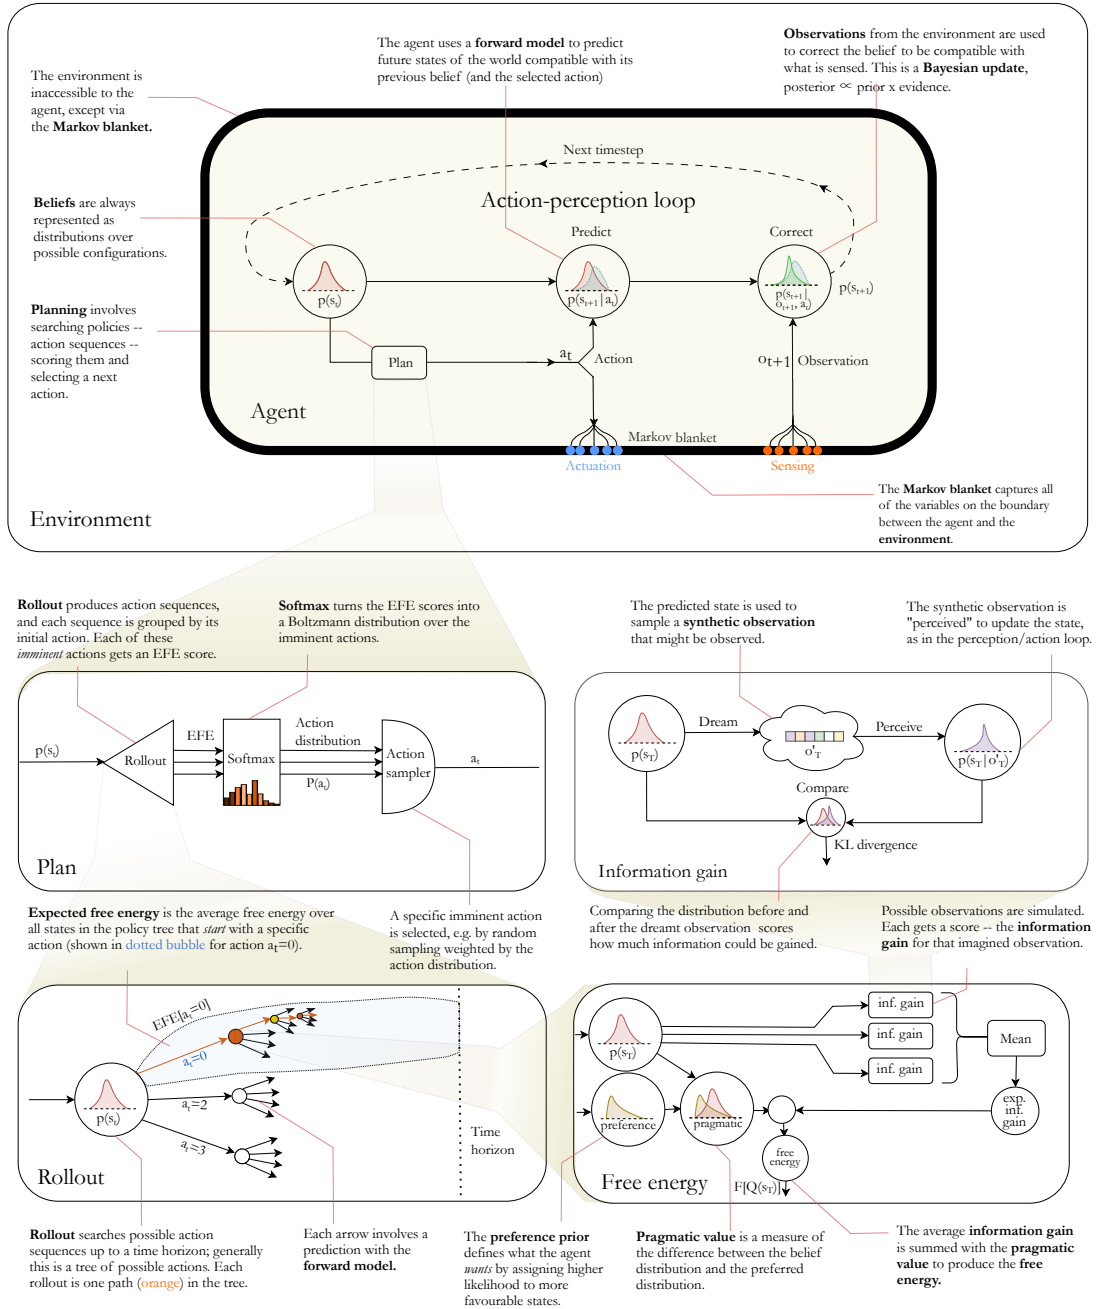 The environment is
inaccessible to the
agent, except via
the Markov blanket.
The agent uses a forward model to predict
future states of the world compatible with its
previous belief (and the selected action)
Observations from the environment are used
to correct the belief to be compatible with
what is sensed. This is a Bayesian update,
posterior ∝ prior x evidence.
Next timestep
Action-perception loop
Beliefs are always
represented as
distributions over
possible configurations.
Predict
Correct
p(sₜ)
p(sₜ₊₁|aₜ)
p(sₜ₊₁|
oₜ₊₁, aₜ)
p(sₜ₊₁)
Planning involves
searching policies --
action sequences --
scoring them and
selecting a next
action.
Plan
aₜ
Action
oₜ₊₁
Observation
Agent
Markov blanket
Actuation
Sensing
The Markov blanket captures all
of the variables on the boundary
between the agent and the
environment.
Environment
Rollout produces action sequences,
and each sequence is grouped by its
initial action. Each of these
imminent actions gets an EFE score.
Softmax turns the EFE scores into
a Boltzmann distribution over the
imminent actions.
p(sₜ)
Rollout
EFE
Softmax
Action
distribution
P(aₜ)
Action
sampler
aₜ
Plan
The predicted state is used to
sample a synthetic observation
that might be observed.
The synthetic observation is
"perceived" to update the state,
as in the perception/action loop.
p(s_T)
Dream
o'_T
Perceive
p(s_T|o'_T)
Compare
KL divergence
Information gain
Expected free energy is the average free energy over
all states in the policy tree that start with a specific
action (shown in dotted bubble for action aₜ=0).
A specific imminent action
is selected, e.g. by random
sampling weighted by the
action distribution.
Comparing the distribution before and
after the dreamt observation scores
how much information could be gained.
Possible observations are simulated.
Each gets a score -- the information
gain for that imagined observation.
EFE[aₜ=0]
aₜ=0
p(sₜ)
aₜ=2
aₜ=3
Time
horizon
Rollout
p(s_T)
inf. gain
inf. gain
inf. gain
Mean
exp.
inf.
gain
preference
pragmatic
free
energy
F[Q(s_T)]
Free energy
Rollout searches possible action
sequences up to a time horizon; generally
this is a tree of possible actions. Each
rollout is one path (orange) in the tree.
Each arrow involves a
prediction with the
forward model.
The preference prior
defines what the agent
wants by assigning higher
likelihood to more
favourable states.
Pragmatic value is a measure of
the difference between the belief
distribution and the preferred
distribution.
The average information gain
is summed with the pragmatic
value to produce the free
energy.